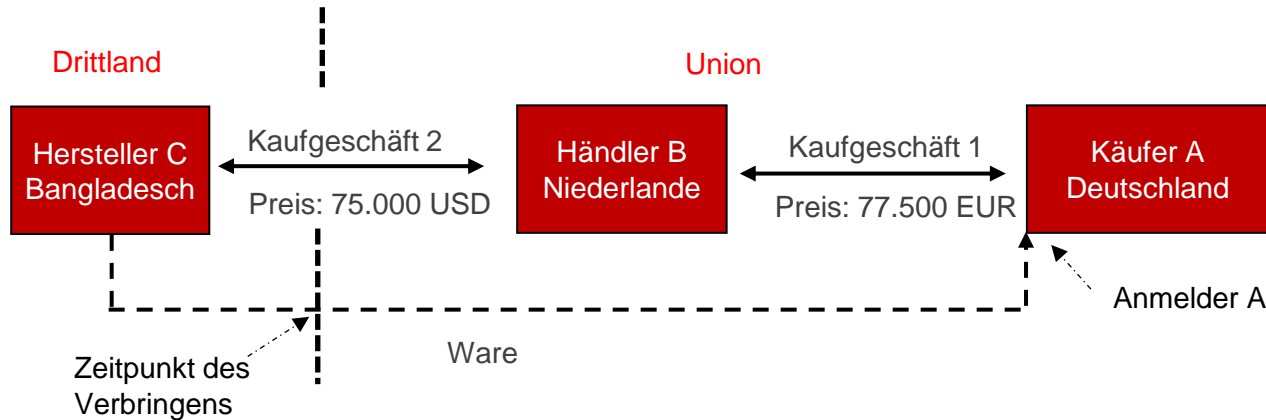 Drittland
Union
Hersteller C
Bangladesch
Kaufgeschäft 2
Preis: 75.000 USD
Händler B
Niederlande
Kaufgeschäft 1
Preis: 77.500 EUR
Käufer A
Deutschland
Anmelder A
Ware
Zeitpunkt des
Verbringens